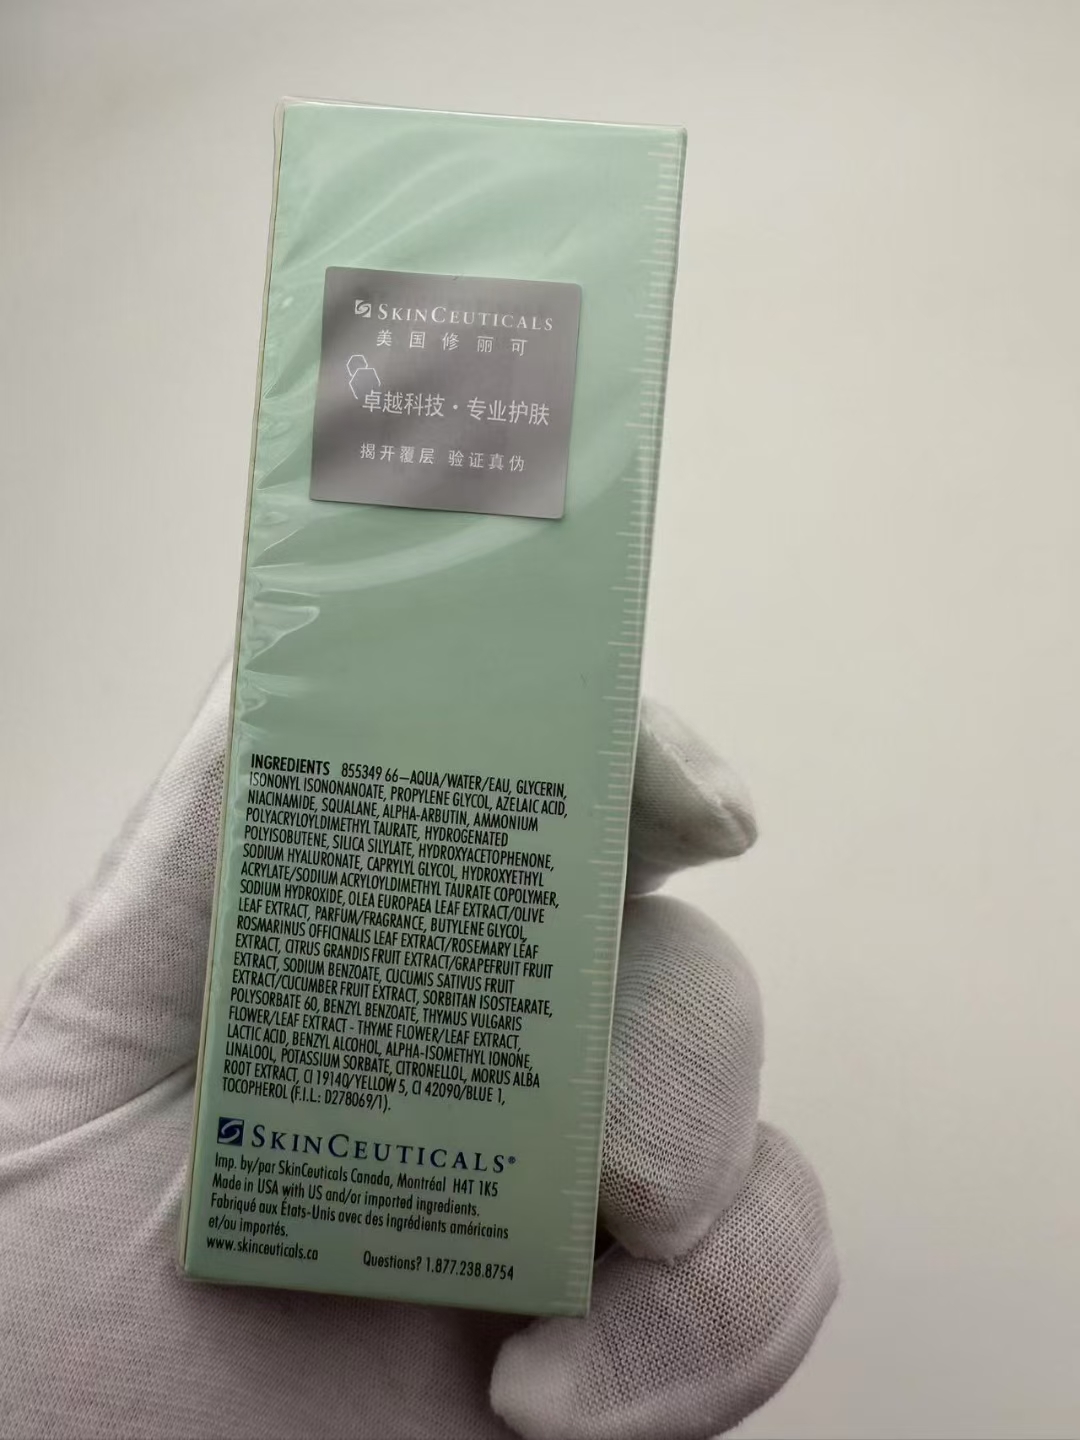 SKINCEUTICALS
美国修丽可
卓越科技·专业护肤
揭开覆层 验证真伪
INGREDIENTS 855349 66–AQUA/WATER/EAU, GLYCERIN,
ISONONYL ISONONANOATE, PROPYLENE GLYCOL, AZELAIC ACID,
NIACINAMIDE, SQUALANE, ALPHA-ARBUTIN, AMMONIUM
POLYACRYLOYLDIMETHYL TAURATE, HYDROGENATED
POLYISOBUTENE, SILICA SILYLATE, HYDROXYACETOPHENONE,
SODIUM HYALURONATE, CAPRYLYL GLYCOL, HYDROXYETHYL
ACRYLATE/SODIUM ACRYLOYLDIMETHYL TAURATE COPOLYMER,
SODIUM HYDROXIDE, OLEA EUROPAEA LEAF EXTRACT/OLIVE
LEAF EXTRACT, PARFUM/FRAGRANCE, BUTYLENE GLYCOL,
ROSMARINUS OFFICINALIS LEAF EXTRACT/ROSEMARY LEAF
EXTRACT, CITRUS GRANDIS FRUIT EXTRACT/GRAPEFRUIT FRUIT
EXTRACT, SODIUM BENZOATE, CUCUMIS SATIVUS FRUIT
EXTRACT/CUCUMBER FRUIT EXTRACT, SORBITAN ISOSTEARATE,
POLYSORBATE 60, BENZYL BENZOATE, THYMUS VULGARIS
FLOWER/LEAF EXTRACT - THYME FLOWER/LEAF EXTRACT,
LACTIC ACID, BENZYL ALCOHOL, ALPHA-ISOMETHYL IONONE,
LINALOOL, POTASSIUM SORBATE, CITRONELLOL, MORUS ALBA
ROOT EXTRACT, CI 19140/YELLOW 5, CI 42090/BLUE 1,
TOCOPHEROL (F.I.L.: D278069/1).
SKINCEUTICALS®
Imp. by/par SkinCeuticals Canada, Montréal H4T 1K5
Made in USA with US and/or imported ingredients.
Fabriqué aux États-Unis avec des ingrédients américains
et/ou importés.
www.skinceuticals.ca Questions? 1.877.238.8754